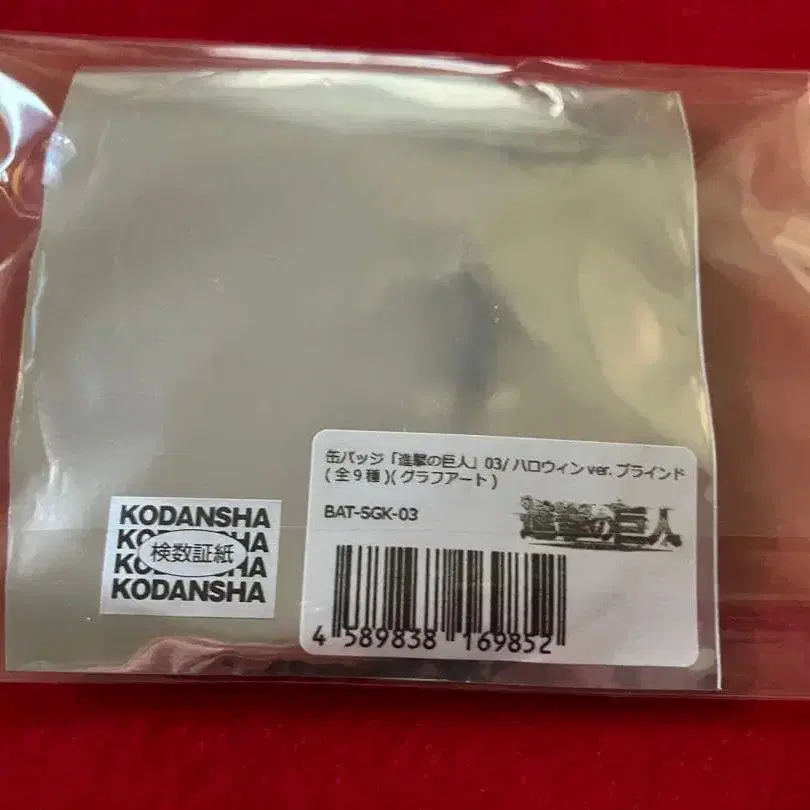 缶バッジ「進撃の巨人」03/ハロウィンver. ブラインド
(全9種)(グラフアート)
BAT-SGK-03
進撃の巨人
4 589838 169852
KODANSHA
KODANSHA
検数証紙
KODANSHA
KODANSHA